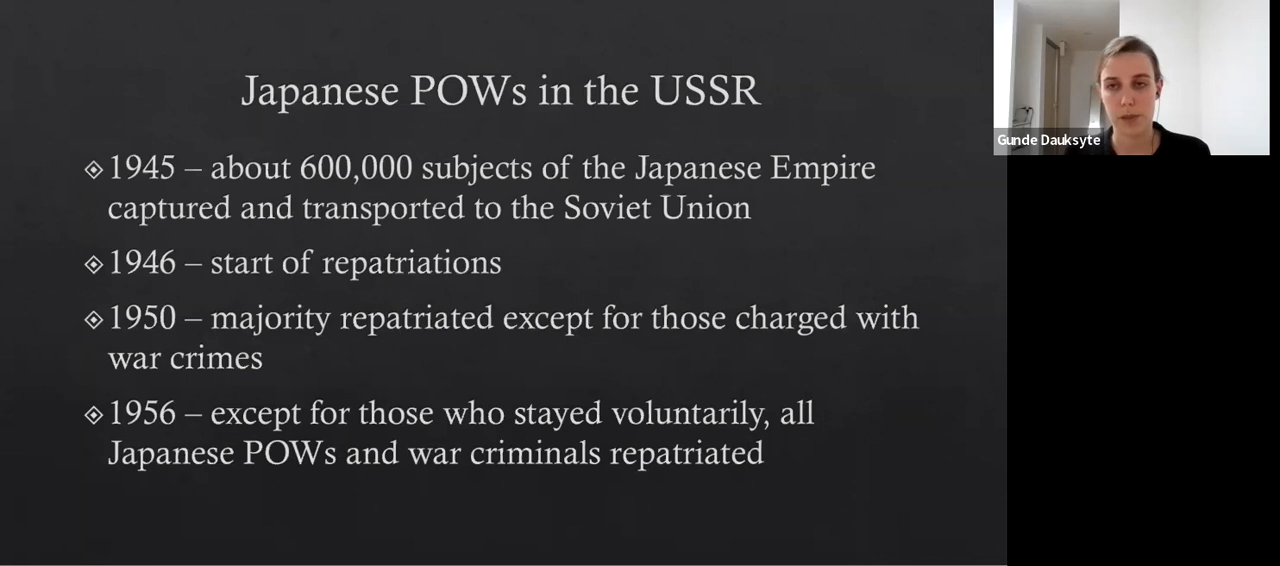 Japanese POWs in the USSR
1945 – about 600,000 subjects of the Japanese Empire
captured and transported to the Soviet Union
1946 – start of repatriations
1950 – majority repatriated except for those charged with
war crimes
1956 – except for those who stayed voluntarily, all
Japanese POWs and war criminals repatriated
Gunde Dauksyte